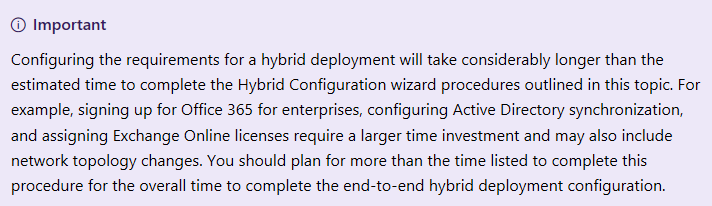 Important
Configuring the requirements for a hybrid deployment will take considerably longer than the
estimated time to complete the Hybrid Configuration wizard procedures outlined in this topic. For
example, signing up for Office 365 for enterprises, configuring Active Directory synchronization,
and assigning Exchange Online licenses require a larger time investment and may also include
network topology changes. You should plan for more than the time listed to complete this
procedure for the overall time to complete the end-to-end hybrid deployment configuration.